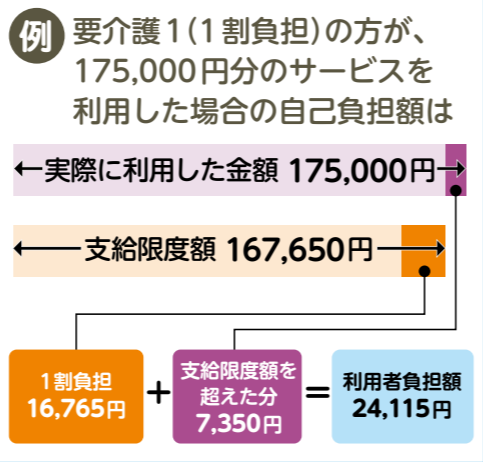 例
要介護1(1割負担)の方が、
175,000円分のサービスを
利用した場合の自己負担額は
実際に利用した金額 175,000円
支給限度額 167,650円
1割負担
16,765円
+
支給限度額を
超えた分
7,350円
=
利用者負担額
24,115円